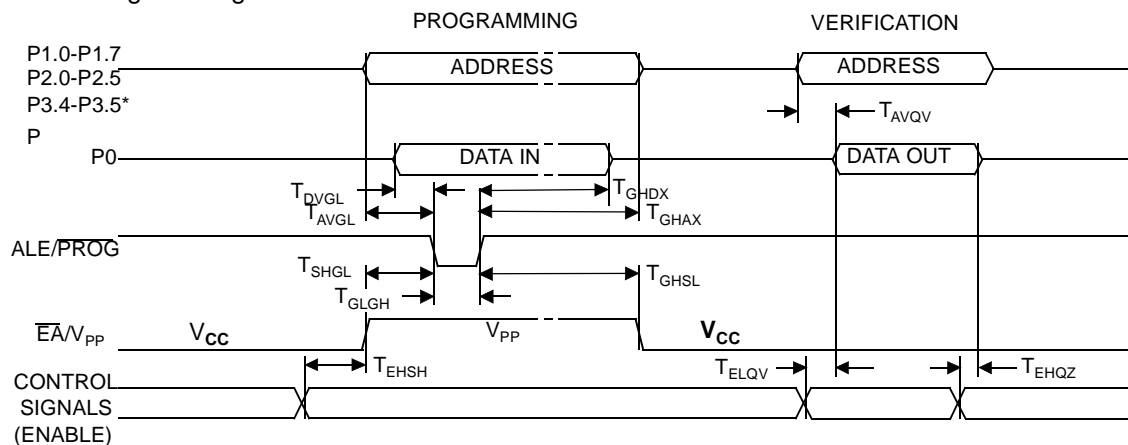 PROGRAMMING
VERIFICATION
P1.0-P1.7
P2.0-P2.5
P3.4-P3.5*
P
ADDRESS
ADDRESS
TAVQV
P0
DATA IN
DATA OUT
TDVGL
TGHDX
TAVGL
TGHAX
ALE/PROG
TSHGL
TGHSL
TGLGH
EA/VPP
VCC
VPP
VCC
TEHSH
TELQV
TEHQZ
CONTROL
SIGNALS
(ENABLE)